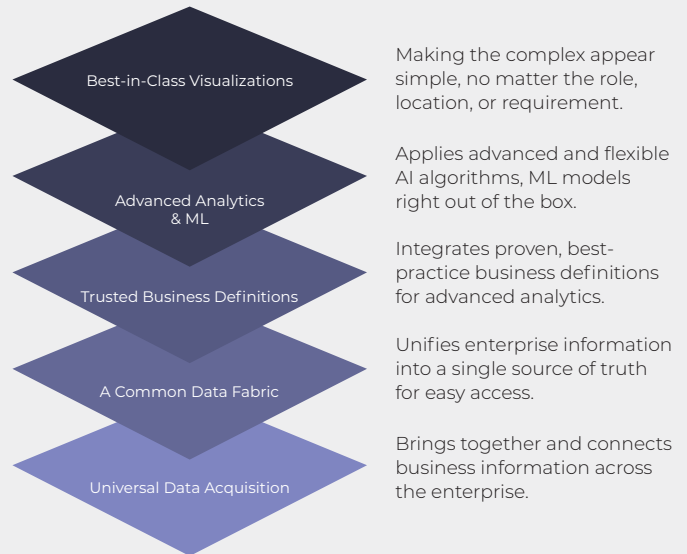 Best-in-Class Visualizations
Making the complex appear
simple, no matter the role,
location, or requirement.
Advanced Analytics
& ML
Applies advanced and flexible
AI algorithms, ML models
right out of the box.
Trusted Business Definitions
Integrates proven, best-
practice business definitions
for advanced analytics.
A Common Data Fabric
Unifies enterprise information
into a single source of truth
for easy access.
Universal Data Acquisition
Brings together and connects
business information across
the enterprise.